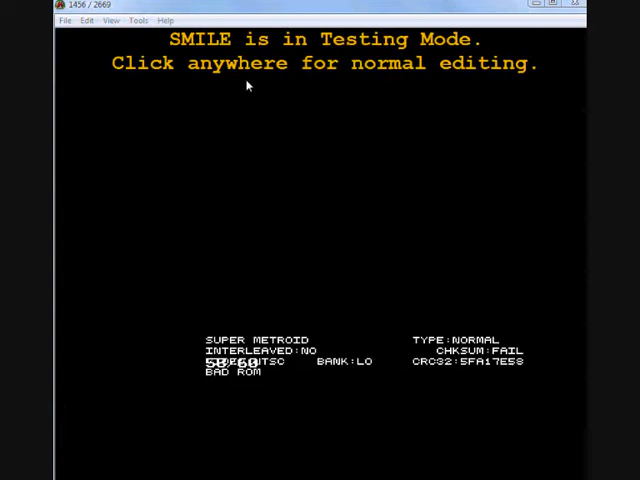 1456 / 2669
File Edit View Tools Help
SMILE is in Testing Mode.
Click anywhere for normal editing.
SUPER METROID TYPE:NORMAL
INTERLEAVED:NO CHKSUM:FAIL
BANK:LO CRC32:5FA17E58
BAD ROM